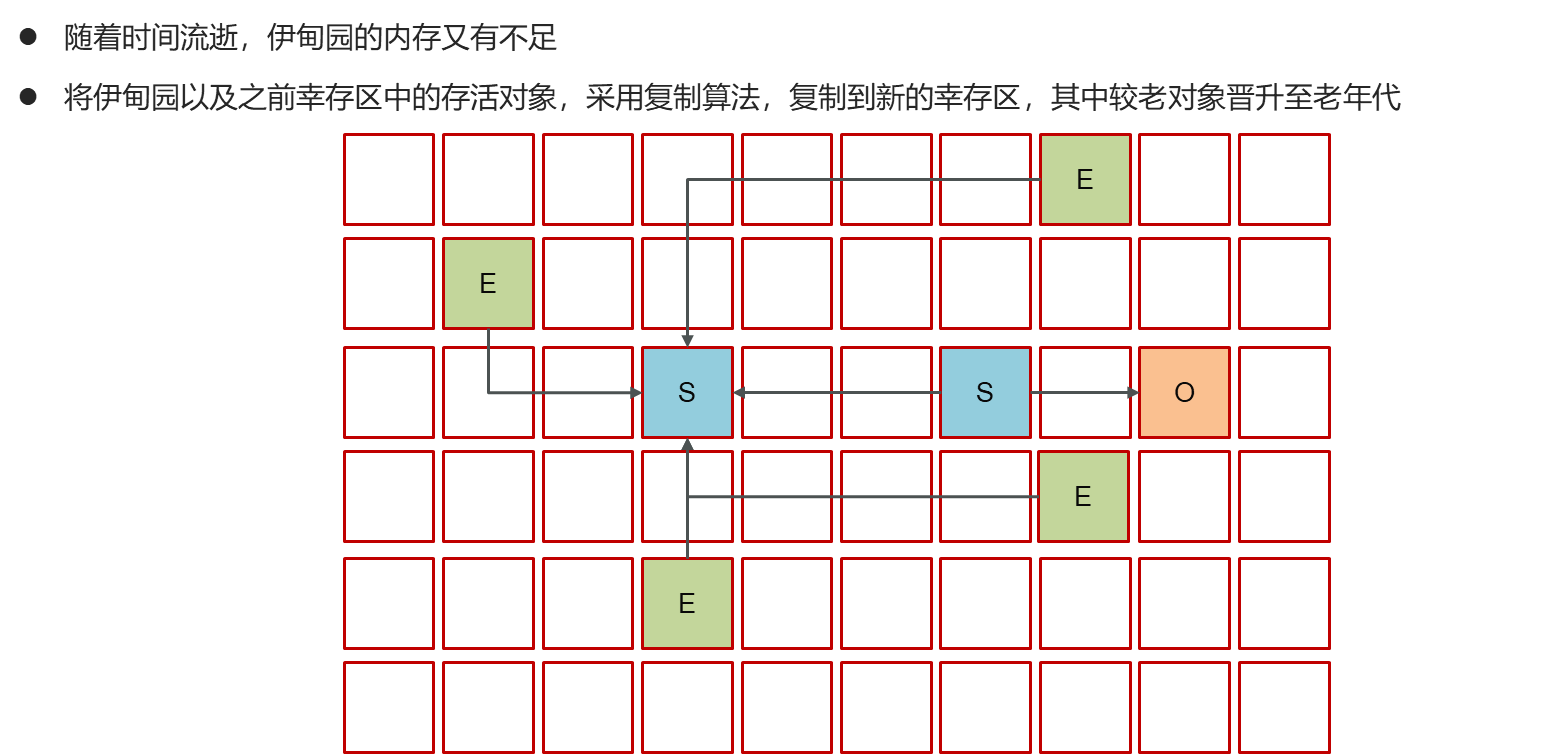 随着时间流逝，伊甸园的内存又有不足
将伊甸园以及之前幸存区中的存活对象，采用复制算法，复制到新的幸存区，其中较老对象晋升至老年代
E
E
S
S
O
E
E